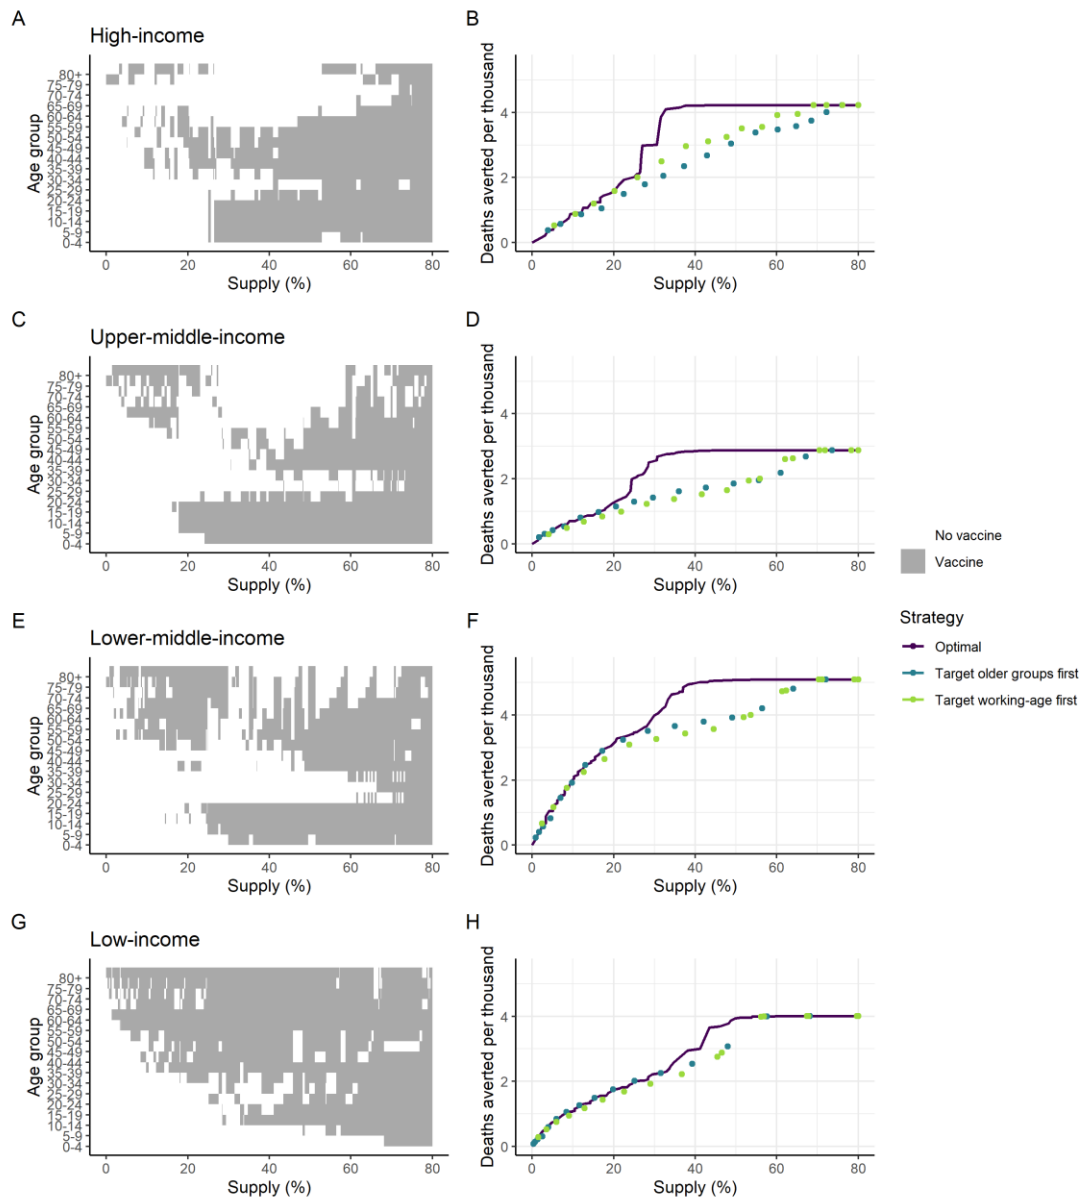 A
High-income
80+
75-79
70-74
65-69
60-64
55-59
50-54
45-49
40-44
35-39
30-34
25-29
20-24
15-19
10-14
5-9
0-4
Age group
0 20 40 60 80
Supply (%)
B
Deaths averted per thousand
4
2
0
0 20 40 60 80
Supply (%)
C
Upper-middle-income
80+
75-79
70-74
65-69
60-64
55-59
50-54
45-49
40-44
35-39
30-34
25-29
20-24
15-19
10-14
5-9
0-4
Age group
0 20 40 60 80
Supply (%)
D
Deaths averted per thousand
4
2
0
0 20 40 60 80
Supply (%)
No vaccine
Vaccine
Strategy
Optimal
Target older groups first
Target working-age first
E
Lower-middle-income
80+
75-79
70-74
65-69
60-64
55-59
50-54
45-49
40-44
35-39
30-34
25-29
20-24
15-19
10-14
5-9
0-4
Age group
0 20 40 60 80
Supply (%)
F
Deaths averted per thousand
4
2
0
0 20 40 60 80
Supply (%)
G
Low-income
80+
75-79
70-74
65-69
60-64
55-59
50-54
45-49
40-44
35-39
30-34
25-29
20-24
15-19
10-14
5-9
0-4
Age group
0 20 40 60 80
Supply (%)
H
Deaths averted per thousand
4
2
0
0 20 40 60 80
Supply (%)